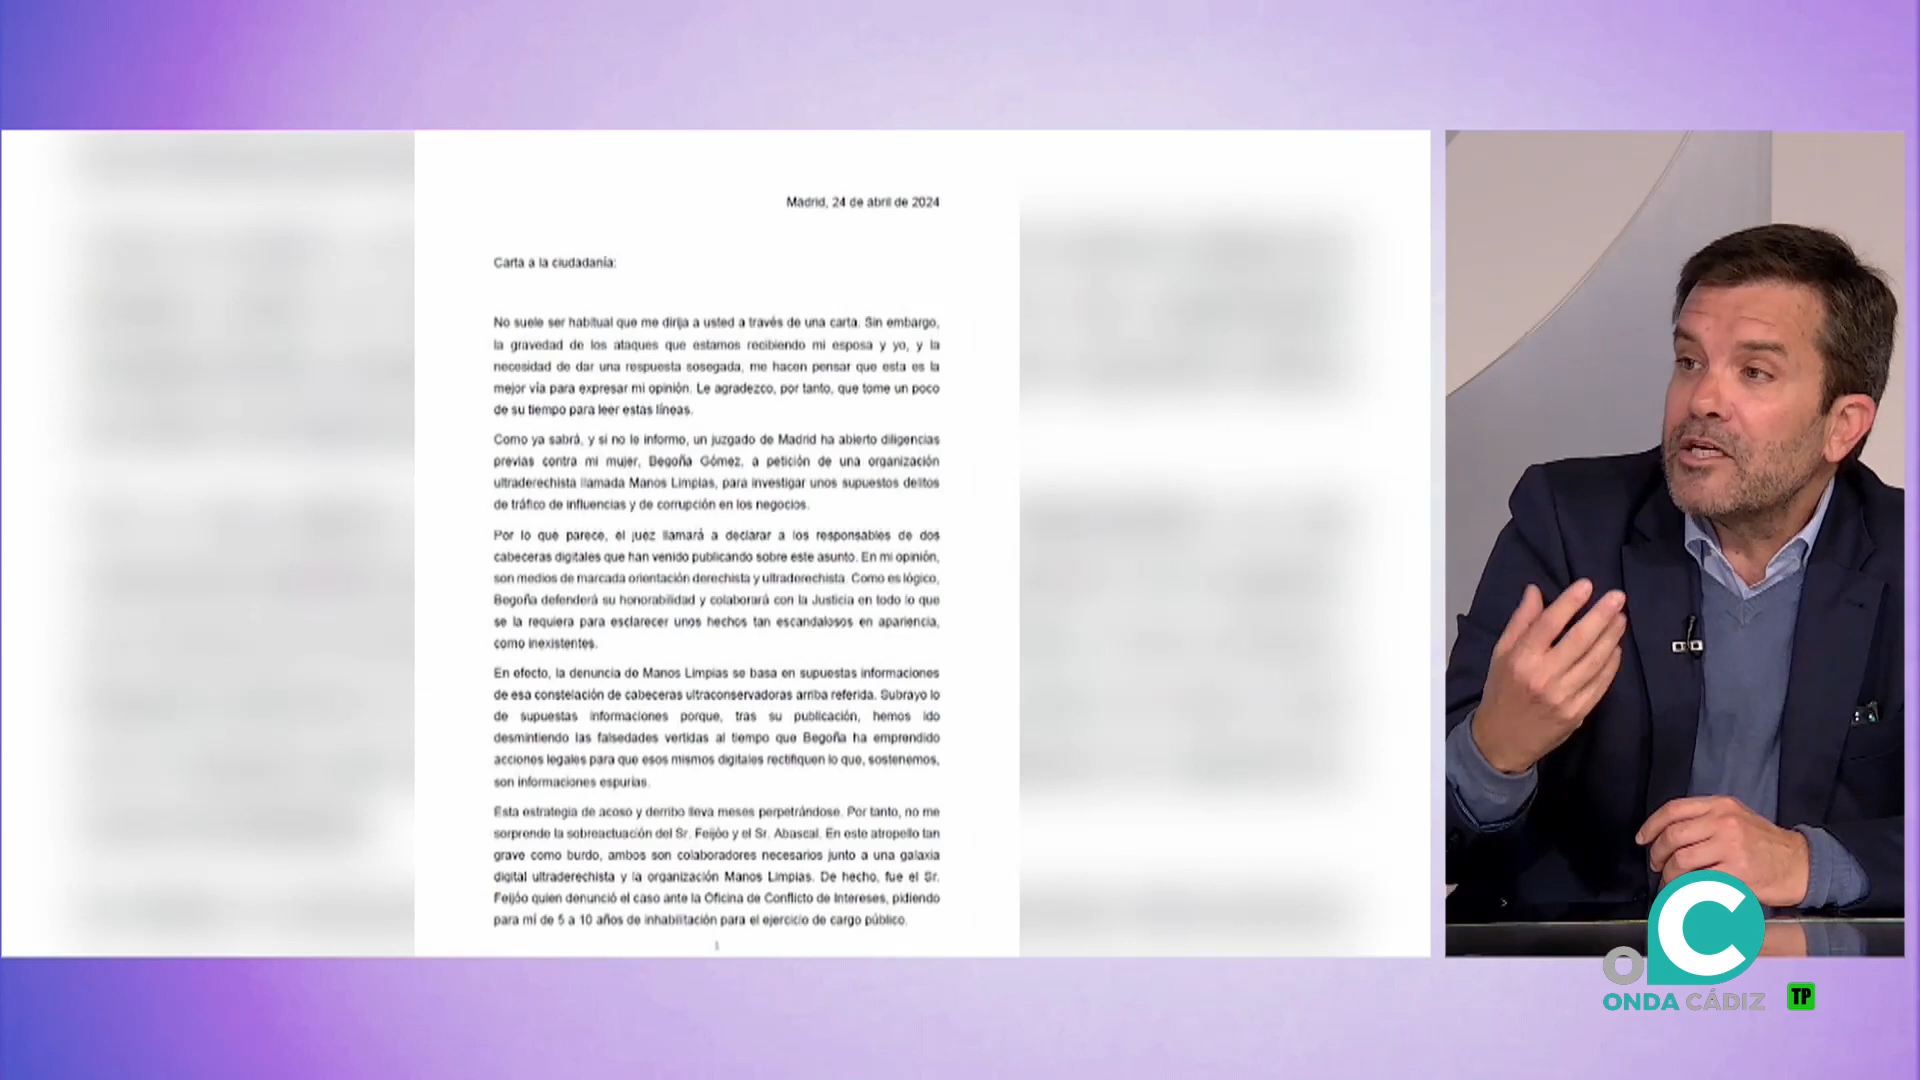 Madrid, 24 de abril de 2024
Carta a la ciudadanía:
No suele ser habitual que me dirija a usted a través de una carta. Sin embargo,
la gravedad de los ataques que estamos recibiendo mi esposa y yo, y la
necesidad de dar una respuesta sosegada, me hacen pensar que esta es la
mejor vía para expresar mi opinión. Le agradezco, por tanto, que tome un poco
de su tiempo para leer estas líneas.
Como ya sabrá, y si no le informo, un juzgado de Madrid ha abierto diligencias
previas contra mi mujer, Begoña Gómez, a petición de una organización
ultraderechista llamada Manos Limpias, para investigar unos supuestos delitos
de tráfico de influencias y de corrupción en los negocios.
Por lo que parece, el juez llamará a declarar a los responsables de dos
cabeceras digitales que han venido publicando sobre este asunto. En mi opinión,
son medios de marcada orientación derechista y ultraderechista. Como es lógico,
Begoña defenderá su honorabilidad y colaborará con la Justicia en todo lo que
se la requiera para esclarecer unos hechos tan escandalosos en apariencia,
como inexistentes.
En efecto, la denuncia de Manos Limpias se basa en supuestas informaciones
de esa constelación de cabeceras ultraconservadoras arriba referida. Subrayo lo
de supuestas informaciones porque, tras su publicación, hemos ido
desmintiendo las falsedades vertidas al tiempo que Begoña ha emprendido
acciones legales para que esos mismos digitales rectifiquen lo que, sostenemos,
son informaciones espurias.
Esta estrategia de acoso y derribo lleva meses perpetrándose. Por tanto, no me
sorprende la sobreactuación del Sr. Feijóo y el Sr. Abascal. En este atropello tan
grave como burdo, ambos son colaboradores necesarios junto a una galaxia
digital ultraderechista y la organización Manos Limpias. De hecho, fue el Sr.
Feijóo quien denunció el caso ante la Oficina de Conflicto de Intereses, pidiendo
para mí de 5 a 10 años de inhabilitación para el ejercicio de cargo público.
1
OC
ONDA CÁDIZ
TP